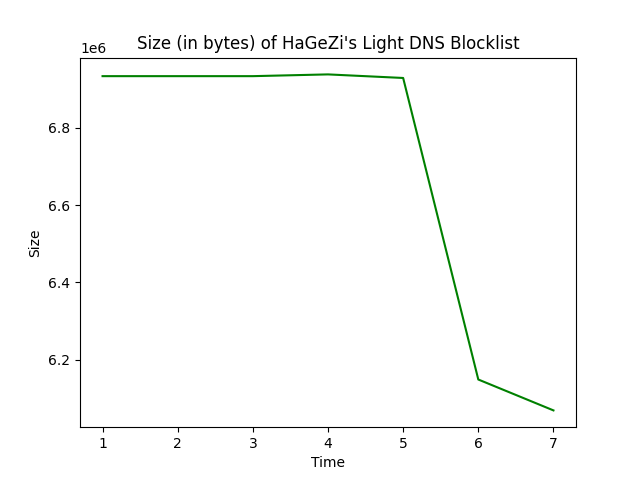 Size (in bytes) of HaGeZi's Light DNS Blocklist
1e6
6.8
6.6
6.4
6.2
Size
1 2 3 4 5 6 7
Time